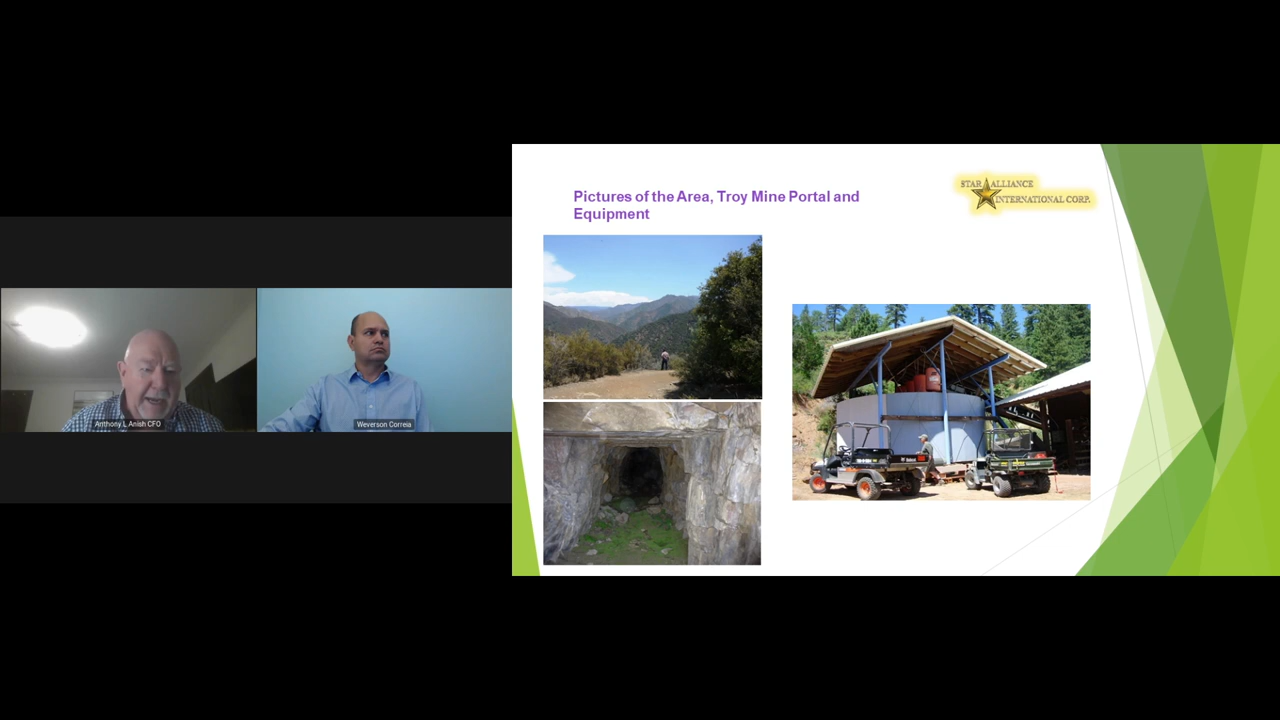 Pictures of the Area, Troy Mine Portal and
Equipment
STAR ALLIANCE
INTERNATIONAL CORP.
Anthony L Anish CFO
Weverson Correia